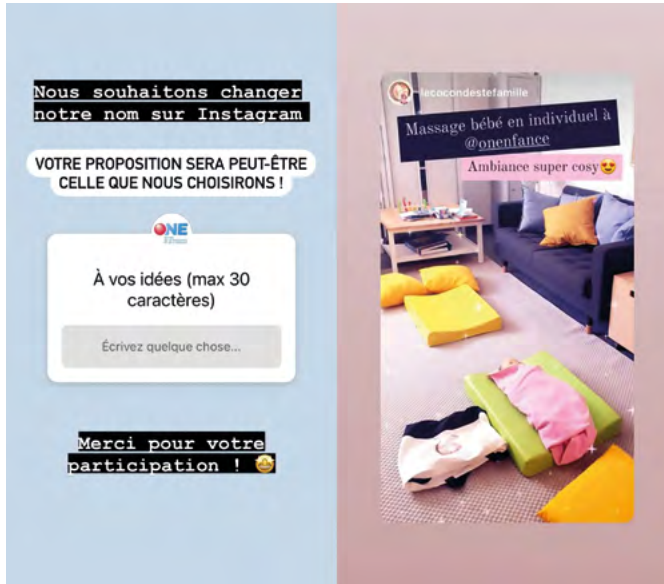 Nous souhaitons changer
notre nom sur Instagram
VOTRE PROPOSITION SERA PEUT-ÊTRE
CELLE QUE NOUS CHOISIRONS !
ONE
À vos idées (max 30
caractères)
Écrivez quelque chose...
Merci pour votre
participation ! 🤩
lecocondestefamille
Massage bébé en individuel à
@onenfance
Ambiance super cosy😍